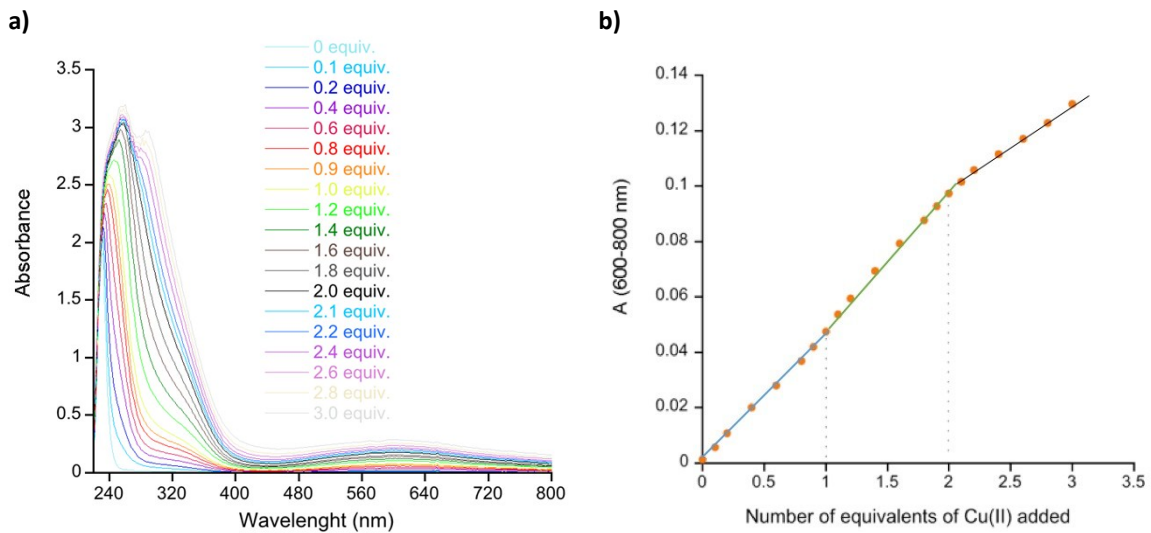 a)
0 equiv.
0.1 equiv.
0.2 equiv.
0.4 equiv.
0.6 equiv.
0.8 equiv.
0.9 equiv.
1.0 equiv.
1.2 equiv.
1.4 equiv.
1.6 equiv.
1.8 equiv.
2.0 equiv.
2.1 equiv.
2.2 equiv.
2.4 equiv.
2.6 equiv.
2.8 equiv.
3.0 equiv.
3.5
3
2.5
2
1.5
1
0.5
0
Absorbance
240 320 400 480 560 640 720 800
Wavelenght (nm)
b)
0.14
0.12
0.1
0.08
0.06
0.04
0.02
0
A (600-800 nm)
0 0.5 1 1.5 2 2.5 3 3.5
Number of equivalents of Cu(II) added